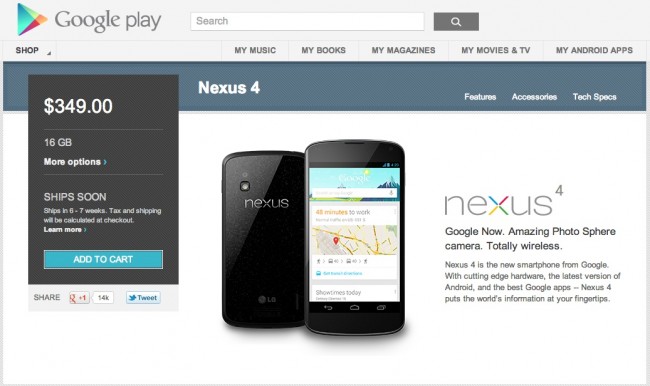 Google play
Search
SHOP
MY MUSIC
MY BOOKS
MY MAGAZINES
MY MOVIES & TV
MY ANDROID APPS
Nexus 4
Features
Accessories
Tech Specs
$349.00
16 GB
More options ›
SHIPS SOON
Ships in 6 - 7 weeks. Tax and shipping
will be calculated at checkout.
Learn more ›
ADD TO CART
SHARE
+1
14k
Tweet
nexus
LG
Google
48 minutes to work
Showtimes today
nexus 4
Google Now. Amazing Photo Sphere
camera. Totally wireless.
Nexus 4 is the new smartphone from Google.
With cutting edge hardware, the latest version of
Android, and the best Google apps – Nexus 4
puts the world's information at your fingertips.